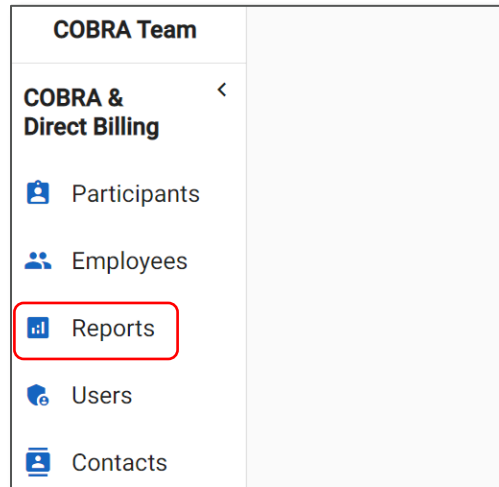 COBRA Team
COBRA &
Direct Billing
Participants
Employees
Reports
Users
Contacts